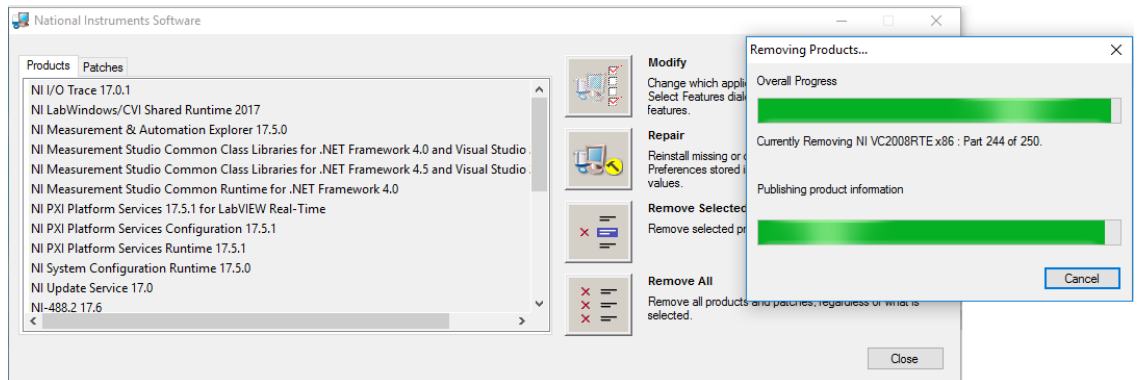 National Instruments Software
Products
Patches
NI I/O Trace 17.0.1
NI LabWindows/CVI Shared Runtime 2017
NI Measurement & Automation Explorer 17.5.0
NI Measurement Studio Common Class Libraries for .NET Framework 4.0 and Visual Studio
NI Measurement Studio Common Class Libraries for .NET Framework 4.5 and Visual Studio
NI Measurement Studio Common Runtime for .NET Framework 4.0
NI PXI Platform Services 17.5.1 for LabVIEW Real-Time
NI PXI Platform Services Configuration 17.5.1
NI PXI Platform Services Runtime 17.5.1
NI System Configuration Runtime 17.5.0
NI Update Service 17.0
NI-488.2 17.6
Modify
Change which
Select Features
features.
Repair
Reinstall missing or
Preferences stored
values.
Remove Selected
Remove selected
Remove All
Remove all products and patches, regardless of what is
selected.
Close
Removing Products...
Overall Progress
Currently Removing NI VC2008RTE x86 : Part 244 of 250.
Publishing product information
Cancel